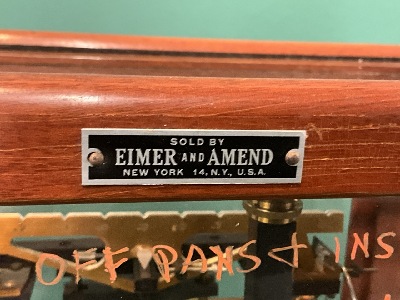 SOLD BY
EIMER AND AMEND
NEW YORK 14, N.Y., U.S.A.
OFF PANS + INS